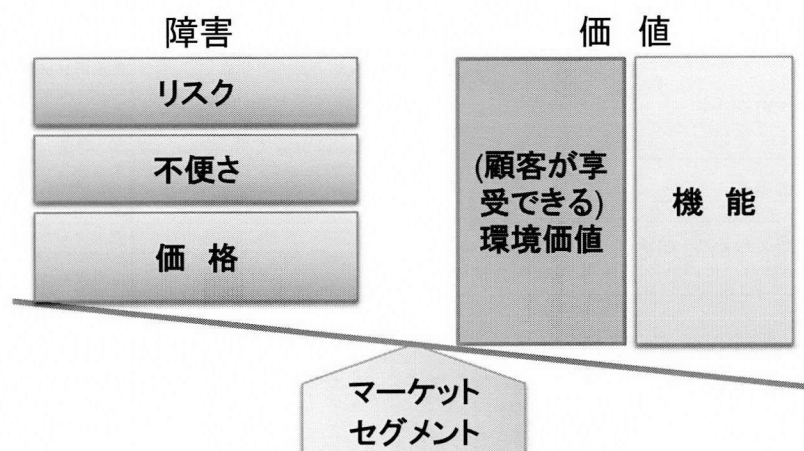 障害
価 値
リスク
不便さ
価 格
(顧客が享
受できる)
環境価値
機 能
マーケット
セグメント